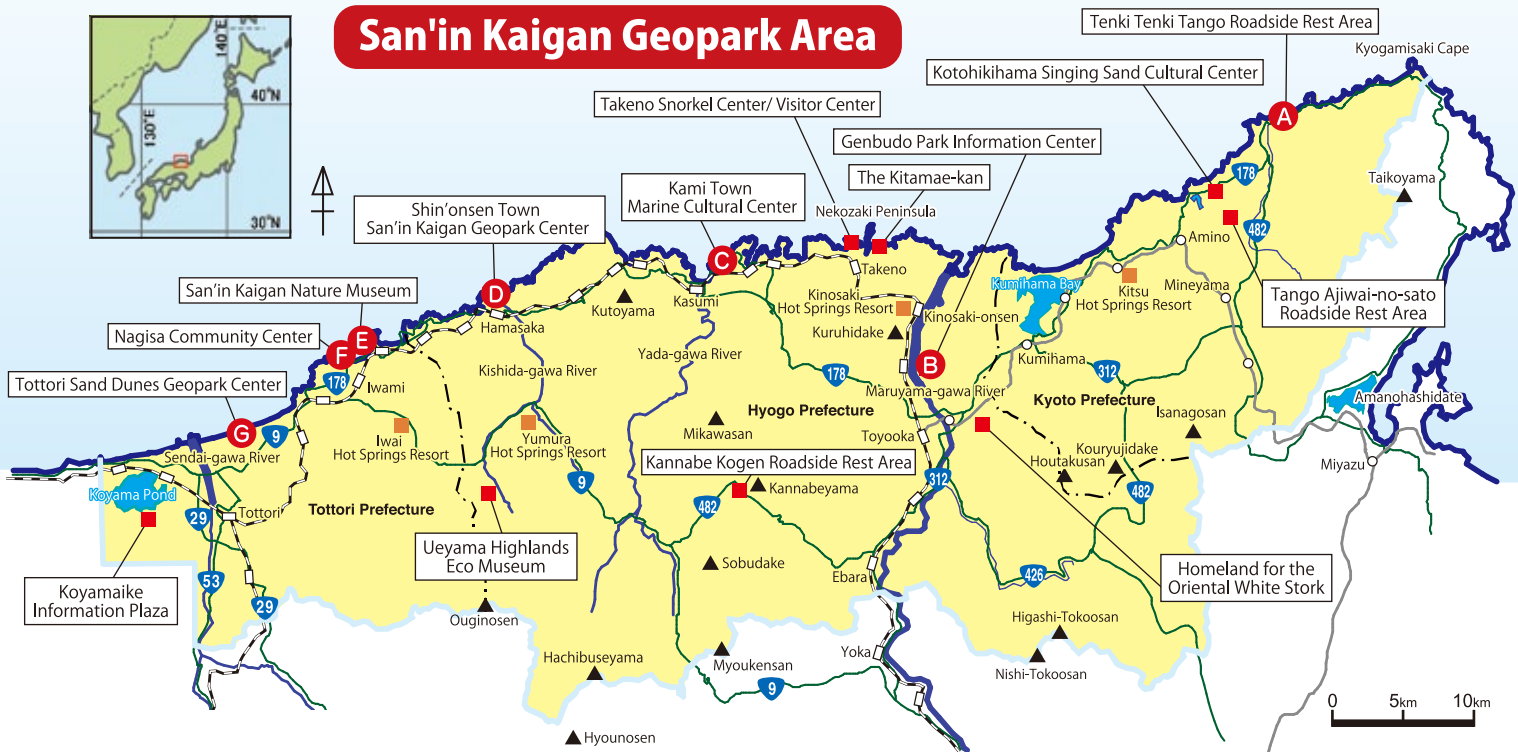 San'in Kaigan Geopark Area
140°E
40°N
130°E
30°N
Tenki Tenki Tango Roadside Rest Area
Kyogamisaki Cape
Kotohikihama Singing Sand Cultural Center
A
Takeno Snorkel Center/ Visitor Center
Genbudo Park Information Center
The Kitamae-kan
Nekozaki Peninsula
Kami Town
Marine Cultural Center
Shin'onsen Town
San'in Kaigan Geopark Center
San'in Kaigan Nature Museum
Nagisa Community Center
Tottori Sand Dunes Geopark Center
178
Taikoyama
482
Amino
C
Takeno
Kumihama Bay
Kitsu
Hot Springs Resort
Mineyama
Tango Ajiwai-no-sato
Roadside Rest Area
D
Kasumi
Kutoyama
Kinosaki
Hot Springs Resort
Kinosaki-onsen
Hamasaka
Kuruhidake
E
F
Kumihama
B
Yada-gawa River
Kishida-gawa River
178
Iwami
178
Maruyama-gawa River
312
Amanohashidate
Hyogo Prefecture
Kyoto Prefecture
Isanagosan
G
9
Mikawasan
Toyooka
Iwai
Hot Springs Resort
Yumura
Hot Springs Resort
Sendai-gawa River
Kouryujidake
Houtakusan
Miyazu
Kannabe Kogen Roadside Rest Area
9
312
482
Kannabeyama
Koyama Pond
482
29
Tottori
Tottori Prefecture
Ueyama Highlands
Eco Museum
Sobudake
Ebara
426
Homeland for the
Oriental White Stork
Koyamaike
Information Plaza
53
29
Ouginosen
Higashi-Tokoosan
Hachibuseyama
Myoukensan
Yoka
Nishi-Tokoosan
9
Hyounosen
0 5km 10km